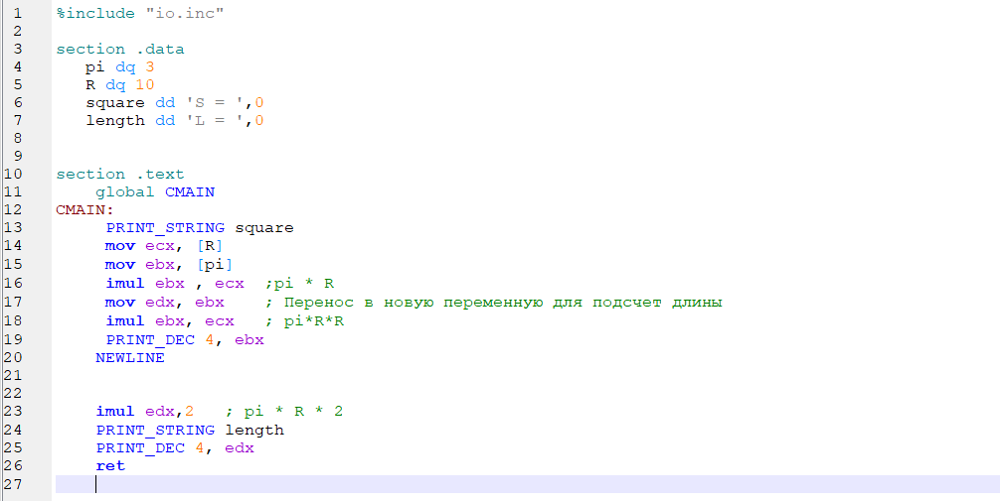 1 %include "io.inc"
2
3 section .data
4 pi dq 3
5 R dq 10
6 square dd 'S = ',0
7 length dd 'L = ',0
8
9
10 section .text
11 global CMAIN
12 CMAIN:
13 PRINT_STRING square
14 mov ecx, [R]
15 mov ebx, [pi]
16 imul ebx , ecx ;pi * R
17 mov edx, ebx ; Перенос в новую переменную для подсчет длины
18 imul ebx, ecx ; pi*R*R
19 PRINT_DEC 4, ebx
20 NEWLINE
21
22
23 imul edx,2 ; pi * R * 2
24 PRINT_STRING length
25 PRINT_DEC 4, edx
26 ret
27